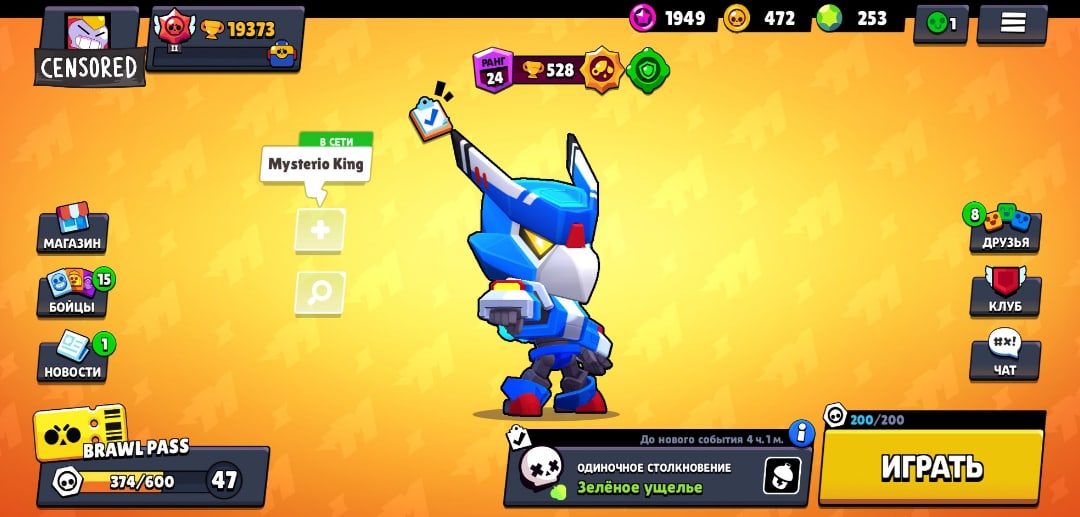 CENSORED
II
19373
1949
472
253
1
РАНГ
24
528
В СЕТИ
Mysterio King
МАГАЗИН
15
БОЙЦЫ
1
НОВОСТИ
8
ДРУЗЬЯ
КЛУБ
#x!
ЧАТ
BRAWL PASS
374/600
47
До нового события 4 ч. 1 м.
i
ОДИНОЧНОЕ СТОЛКНОВЕНИЕ
Зелёное ущелье
200/200
ИГРАТЬ